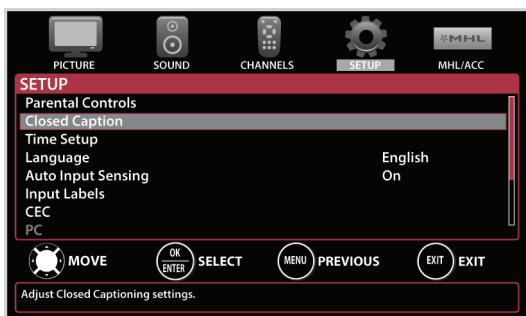 MHL
PICTURE SOUND CHANNELS SETUP MHL/ACC
SETUP
Parental Controls
Closed Caption
Time Setup
Language English
Auto Input Sensing On
Input Labels
CEC
PC
MOVE OK ENTER SELECT MENU PREVIOUS EXIT EXIT
Adjust Closed Captioning settings.